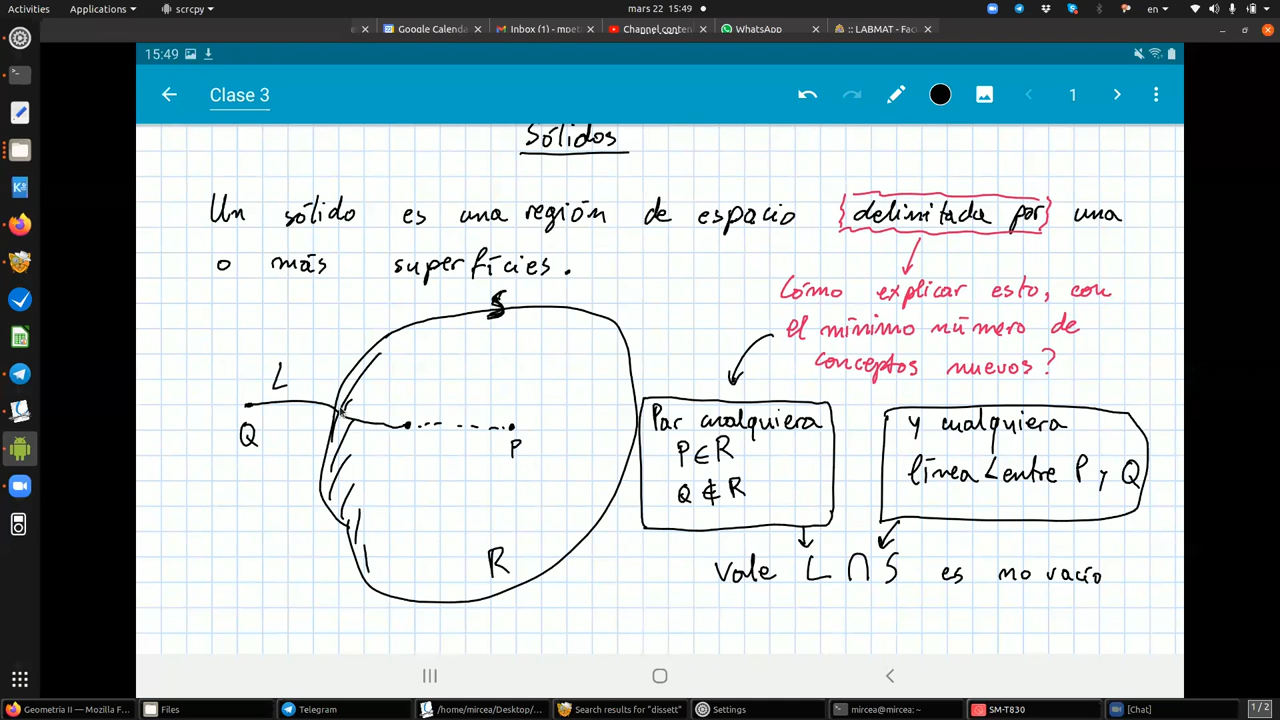 Activities Applications scrcpy mars 22 15:49 en
Google Calenda Inbox (1) - mpet Channel conten WhatsApp :: LABMAT - Fac
15:49
Clase 3 1
Sólidos
Un sólido es una región de espacio delimitada por una
o más superfícies.
Cómo explicar esto, con
el mínimo número de
conceptos nuevos?
S
L
Q
P
R
Par cualquiera
P ∈ R
Q ∉ R
y cualquiera
línea L entre P y Q
vale L ∩ S es no vacío
Geometria II — Mozilla F... Files Telegram /home/mircea/Desktop/... Search results for "dissett"... Settings mircea@mircea: ~ SM-T830 [Chat] 1 / 2